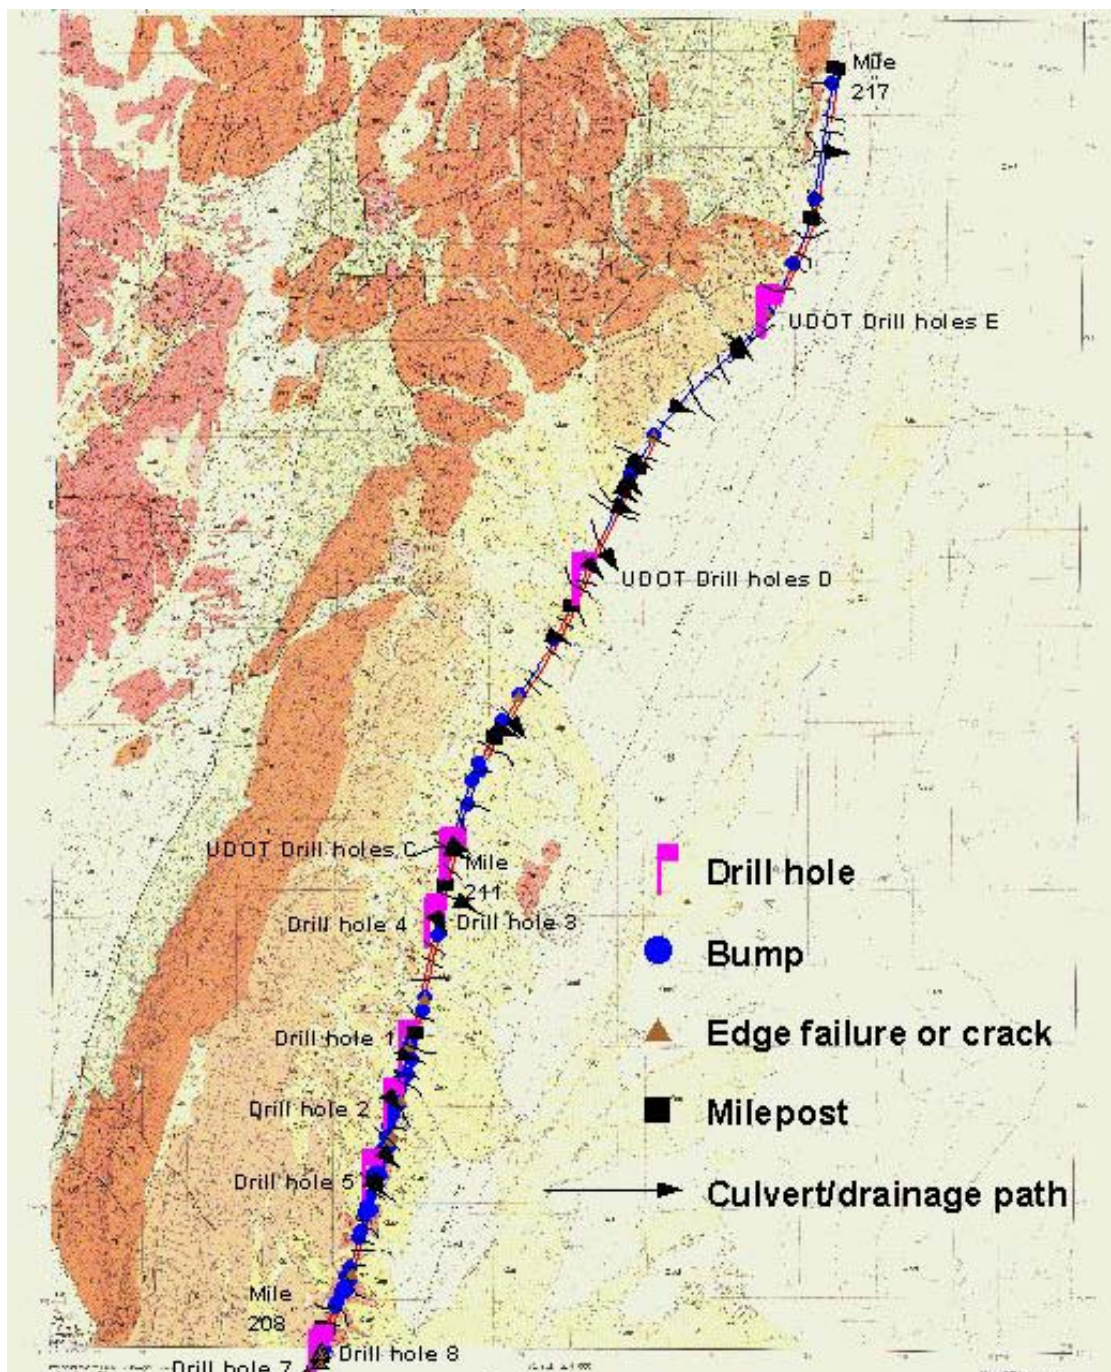 Mile
217
UDOT Drill holes E
UDOT Drill holes D
UDOT Drill holes C
Mile
211
Drill hole 4
Drill hole 3
Drill hole 1
Drill hole 2
Drill hole 5
Mile
208
Drill hole 8
Drill hole 7
Drill hole
Bump
Edge failure or crack
Milepost
Culvert/drainage path